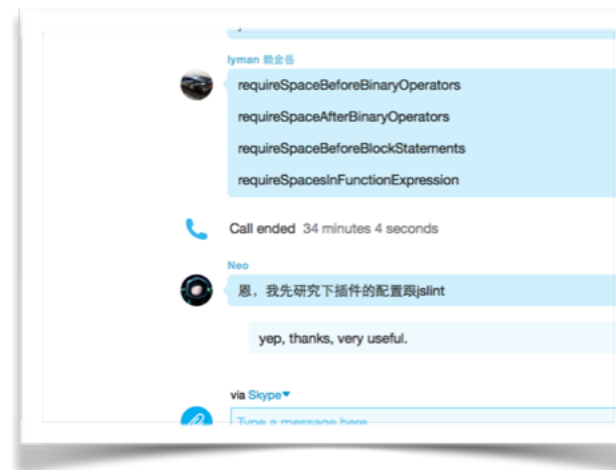 lyman 赖金岳
requireSpaceBeforeBinaryOperators
requireSpaceAfterBinaryOperators
requireSpaceBeforeBlockStatements
requireSpacesInFunctionExpression
Call ended 34 minutes 4 seconds
Neo
恩，我先研究下插件的配置跟jslint
yep, thanks, very useful.
via Skype
Type a message here